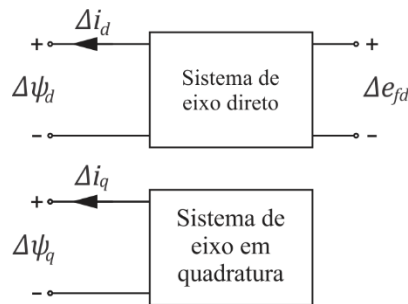 Δi_d
+
Δψ_d
−
Sistema de
eixo direto
+
Δe_fd
−
Δi_q
+
Δψ_q
−
Sistema de
eixo em
quadratura